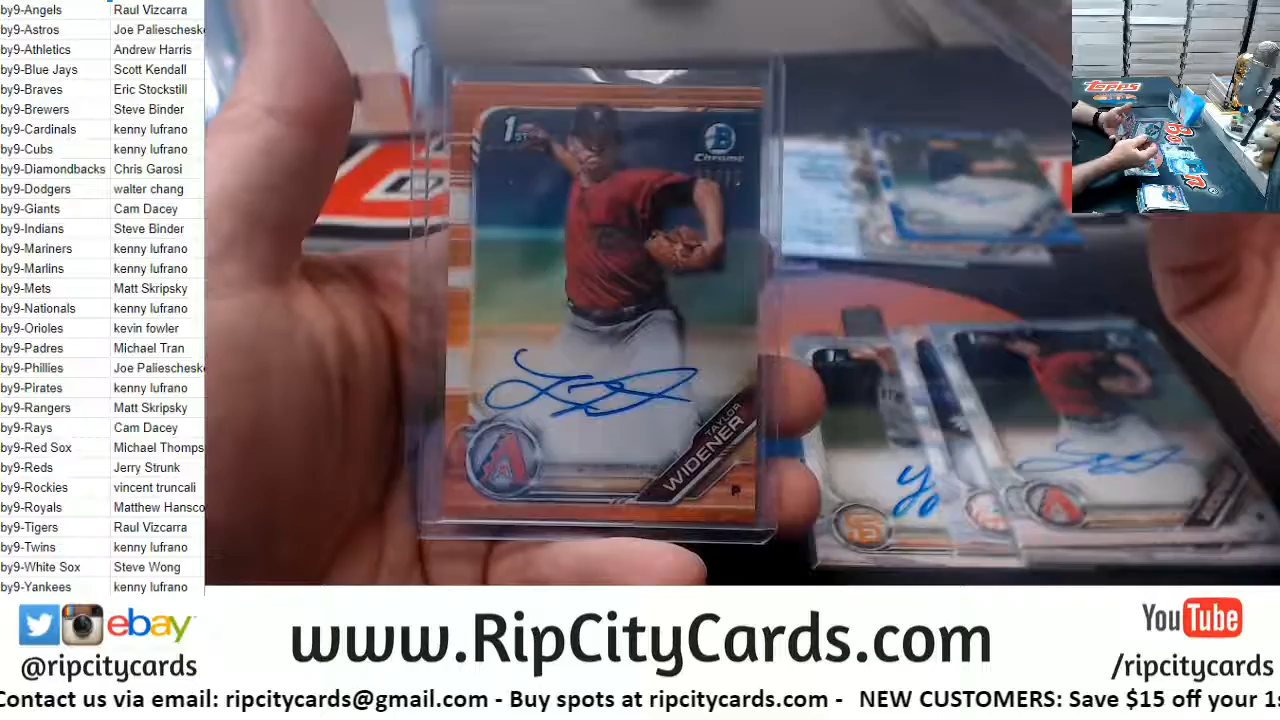 by9-Angels Raul Vizcarra
by9-Astros Joe Paliescheske
by9-Athletics Andrew Harris
by9-Blue Jays Scott Kendall
by9-Braves Eric Stockstill
by9-Brewers Steve Binder
by9-Cardinals kenny lufrano
by9-Cubs kenny lufrano
by9-Diamondbacks Chris Garosi
by9-Dodgers walter chang
by9-Giants Cam Dacey
by9-Indians Steve Binder
by9-Mariners kenny lufrano
by9-Marlins kenny lufrano
by9-Mets Matt Skripsky
by9-Nationals kenny lufrano
by9-Orioles kevin fowler
by9-Padres Michael Tran
by9-Phillies Joe Paliescheske
by9-Pirates kenny lufrano
by9-Rangers Matt Skripsky
by9-Rays Cam Dacey
by9-Red Sox Michael Thomps
by9-Reds Jerry Strunk
by9-Rockies vincent truncali
by9-Royals Matthew Hansco
by9-Tigers Raul Vizcarra
by9-Twins kenny lufrano
by9-White Sox Steve Wong
by9-Yankees kenny lufrano
1ST
B
Chrome
TAYLOR
WIDENER
P
A
SF
Topps
ebay
@ripcitycards
www.RipCityCards.com
YouTube
/ripcitycards
Contact us via email: ripcitycards@gmail.com - Buy spots at ripcitycards.com - NEW CUSTOMERS: Save $15 off your 1s